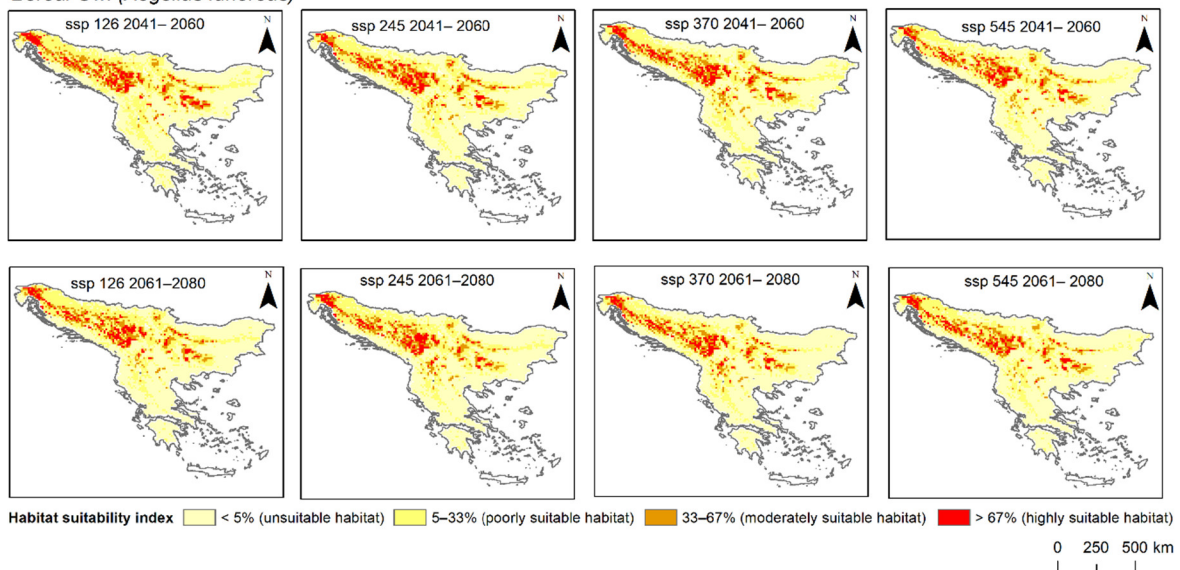 ssp 126 2041– 2060
N
ssp 245 2041– 2060
N
ssp 370 2041– 2060
N
ssp 545 2041– 2060
N
ssp 126 2061–2080
N
ssp 245 2061– 2080
N
ssp 370 2061– 2080
N
ssp 545 2061– 2080
N
Habitat suitability index < 5% (unsuitable habitat) 5–33% (poorly suitable habitat) 33–67% (moderately suitable habitat) > 67% (highly suitable habitat)
0 250 500 km